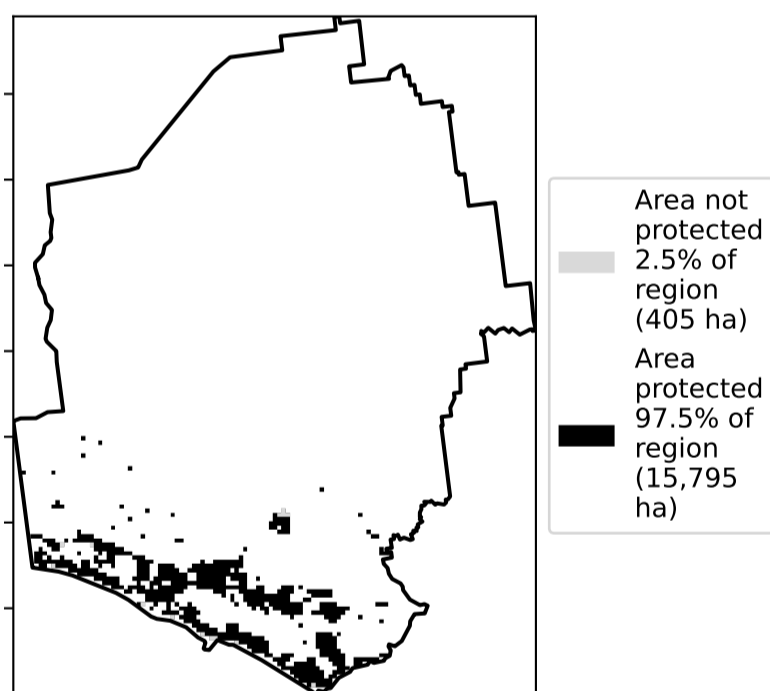 Area not
protected
2.5% of
region
(405 ha)
Area
protected
97.5% of
region
(15,795
ha)